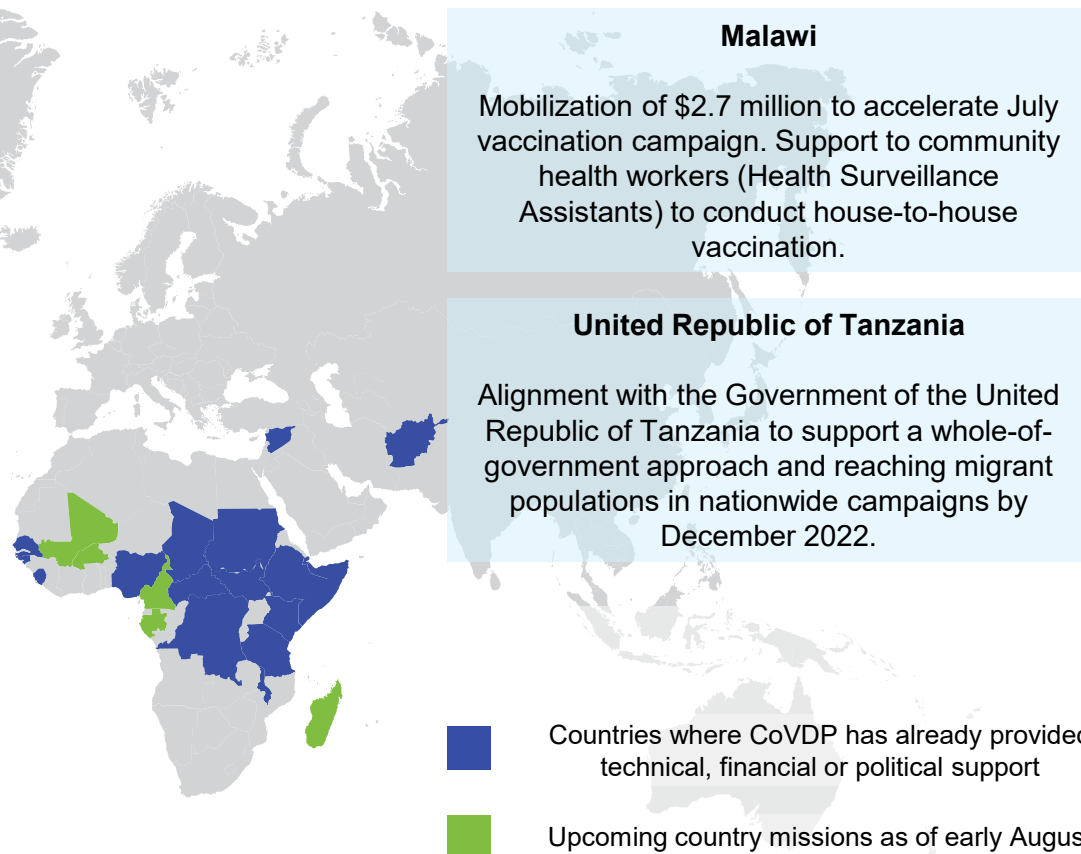 Malawi
Mobilization of $2.7 million to accelerate July
vaccination campaign. Support to community
health workers (Health Surveillance
Assistants) to conduct house-to-house
vaccination.
United Republic of Tanzania
Alignment with the Government of the United
Republic of Tanzania to support a whole-of-
government approach and reaching migrant
populations in nationwide campaigns by
December 2022.
Countries where CoVDP has already provided
technical, financial or political support
Upcoming country missions as of early August